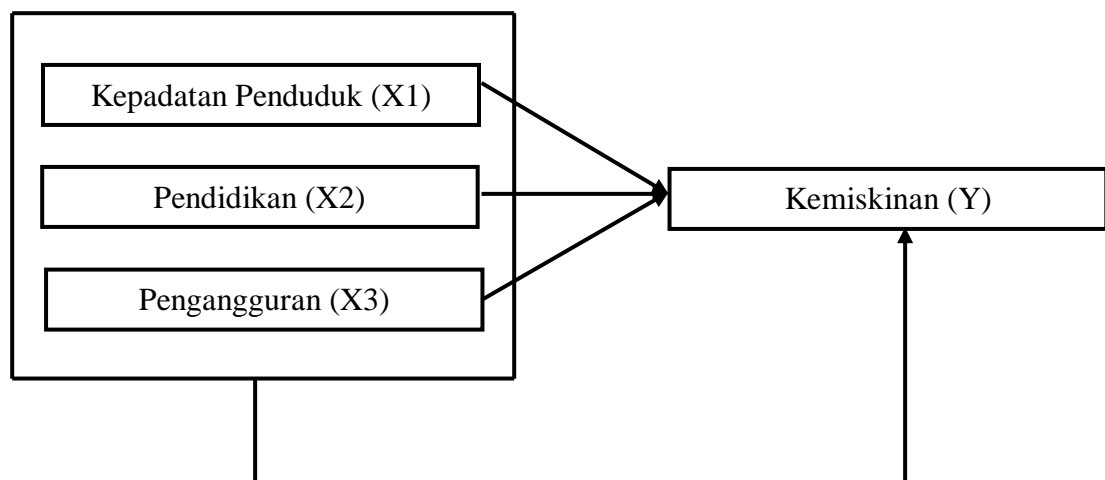 Kepadatan Penduduk (X1)
Pendidikan (X2)
Kemiskinan (Y)
Pengangguran (X3)